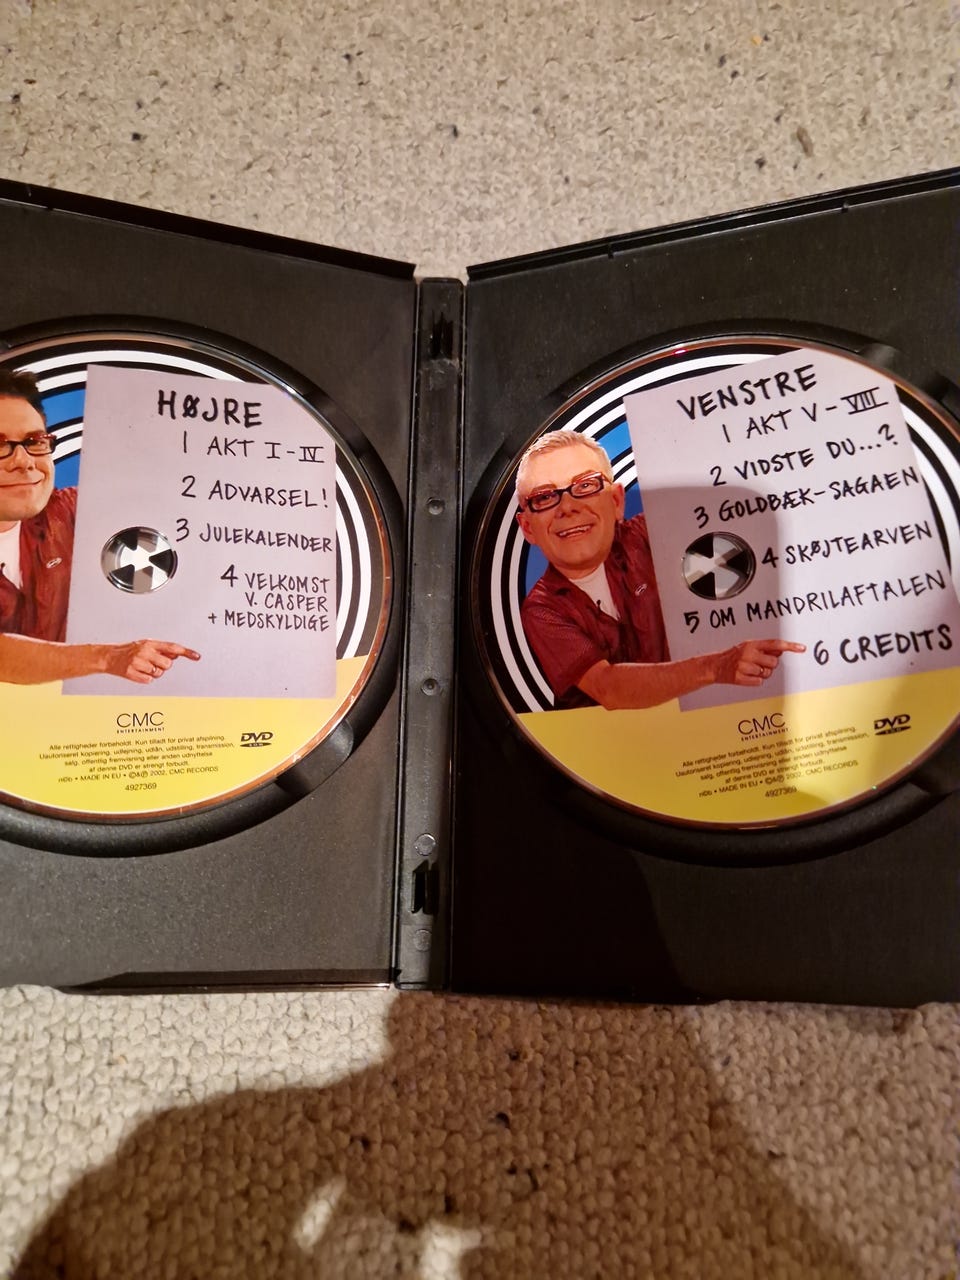 HØJRE
1 AKT I-IV
2 ADVARSEL!
3 JULEKALENDER
4 VELKOMST
V. CASPER
+ MEDSKYLDIGE
CMC
ENTERTAINMENT
DVD
Alle rettigheder forbeholdt. Kun tilladt for privat afspilning.
Uautoriseret kopiering, udlejning, udlån, udstilling, transmission,
salg, offentlig fremvisning eller anden udnyttelse
af denne DVD er strengt forbudt.
n©b • MADE IN EU • ©&℗ 2002, CMC RECORDS
4927369
VENSTRE
1 AKT V-VIII
2 VIDSTE DU...?
3 GOLDBÆK-SAGAEN
4 SKØJTEARVEN
5 OM MANDRILAFTALEN
6 CREDITS
CMC
ENTERTAINMENT
DVD
Alle rettigheder forbeholdt. Kun tilladt for privat afspilning.
Uautoriseret kopiering, udlejning, udlån, udstilling, transmission,
salg, offentlig fremvisning eller anden udnyttelse
af denne DVD er strengt forbudt.
n©b • MADE IN EU • ©&℗ 2002, CMC RECORDS
4927369